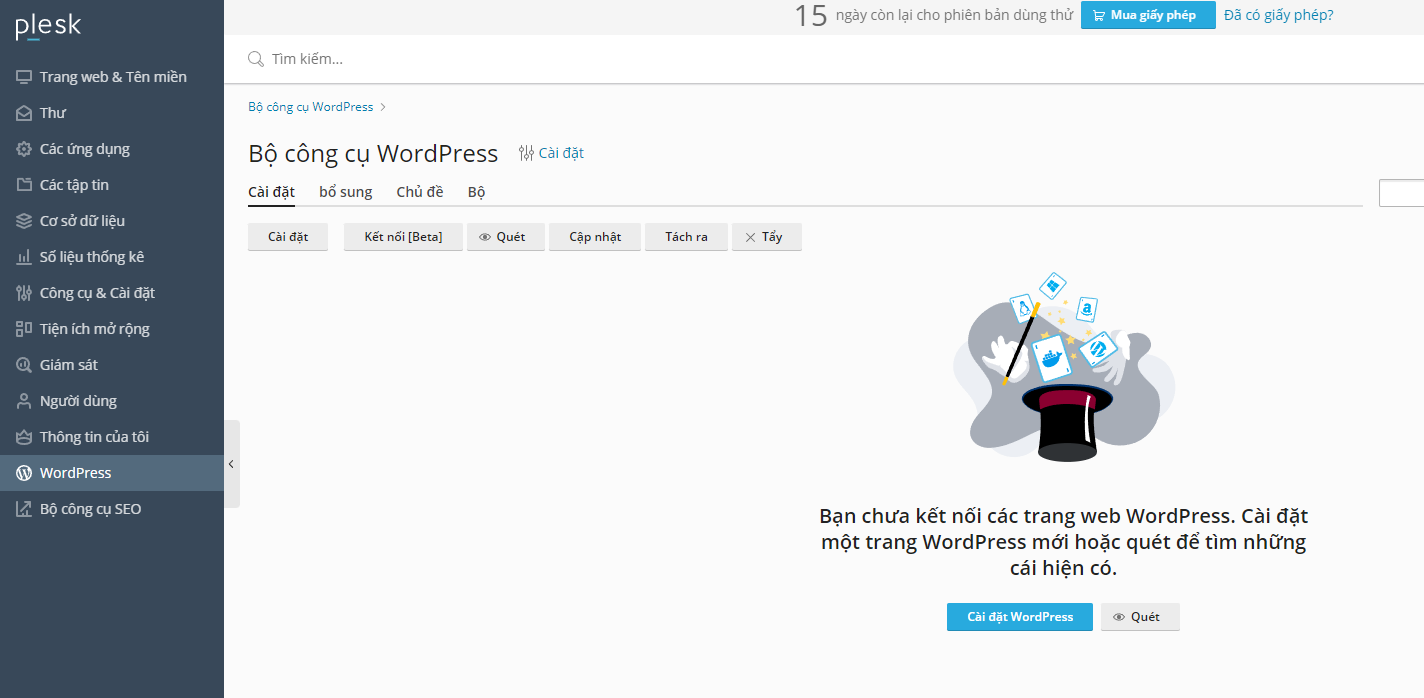 plesk
15 ngày còn lại cho phiên bản dùng thử Mua giấy phép Đã có giấy phép?
Tìm kiếm...
Trang web & Tên miền
Thư
Các ứng dụng
Các tập tin
Cơ sở dữ liệu
Số liệu thống kê
Công cụ & Cài đặt
Tiện ích mở rộng
Giám sát
Người dùng
Thông tin của tôi
WordPress
Bộ công cụ SEO
Bộ công cụ WordPress >
Bộ công cụ WordPress Cài đặt
Cài đặt bổ sung Chủ đề Bộ
Cài đặt Kết nối [Beta] Quét Cập nhật Tách ra Tẩy
Bạn chưa kết nối các trang web WordPress. Cài đặt
một trang WordPress mới hoặc quét để tìm những
cái hiện có.
Cài đặt WordPress Quét